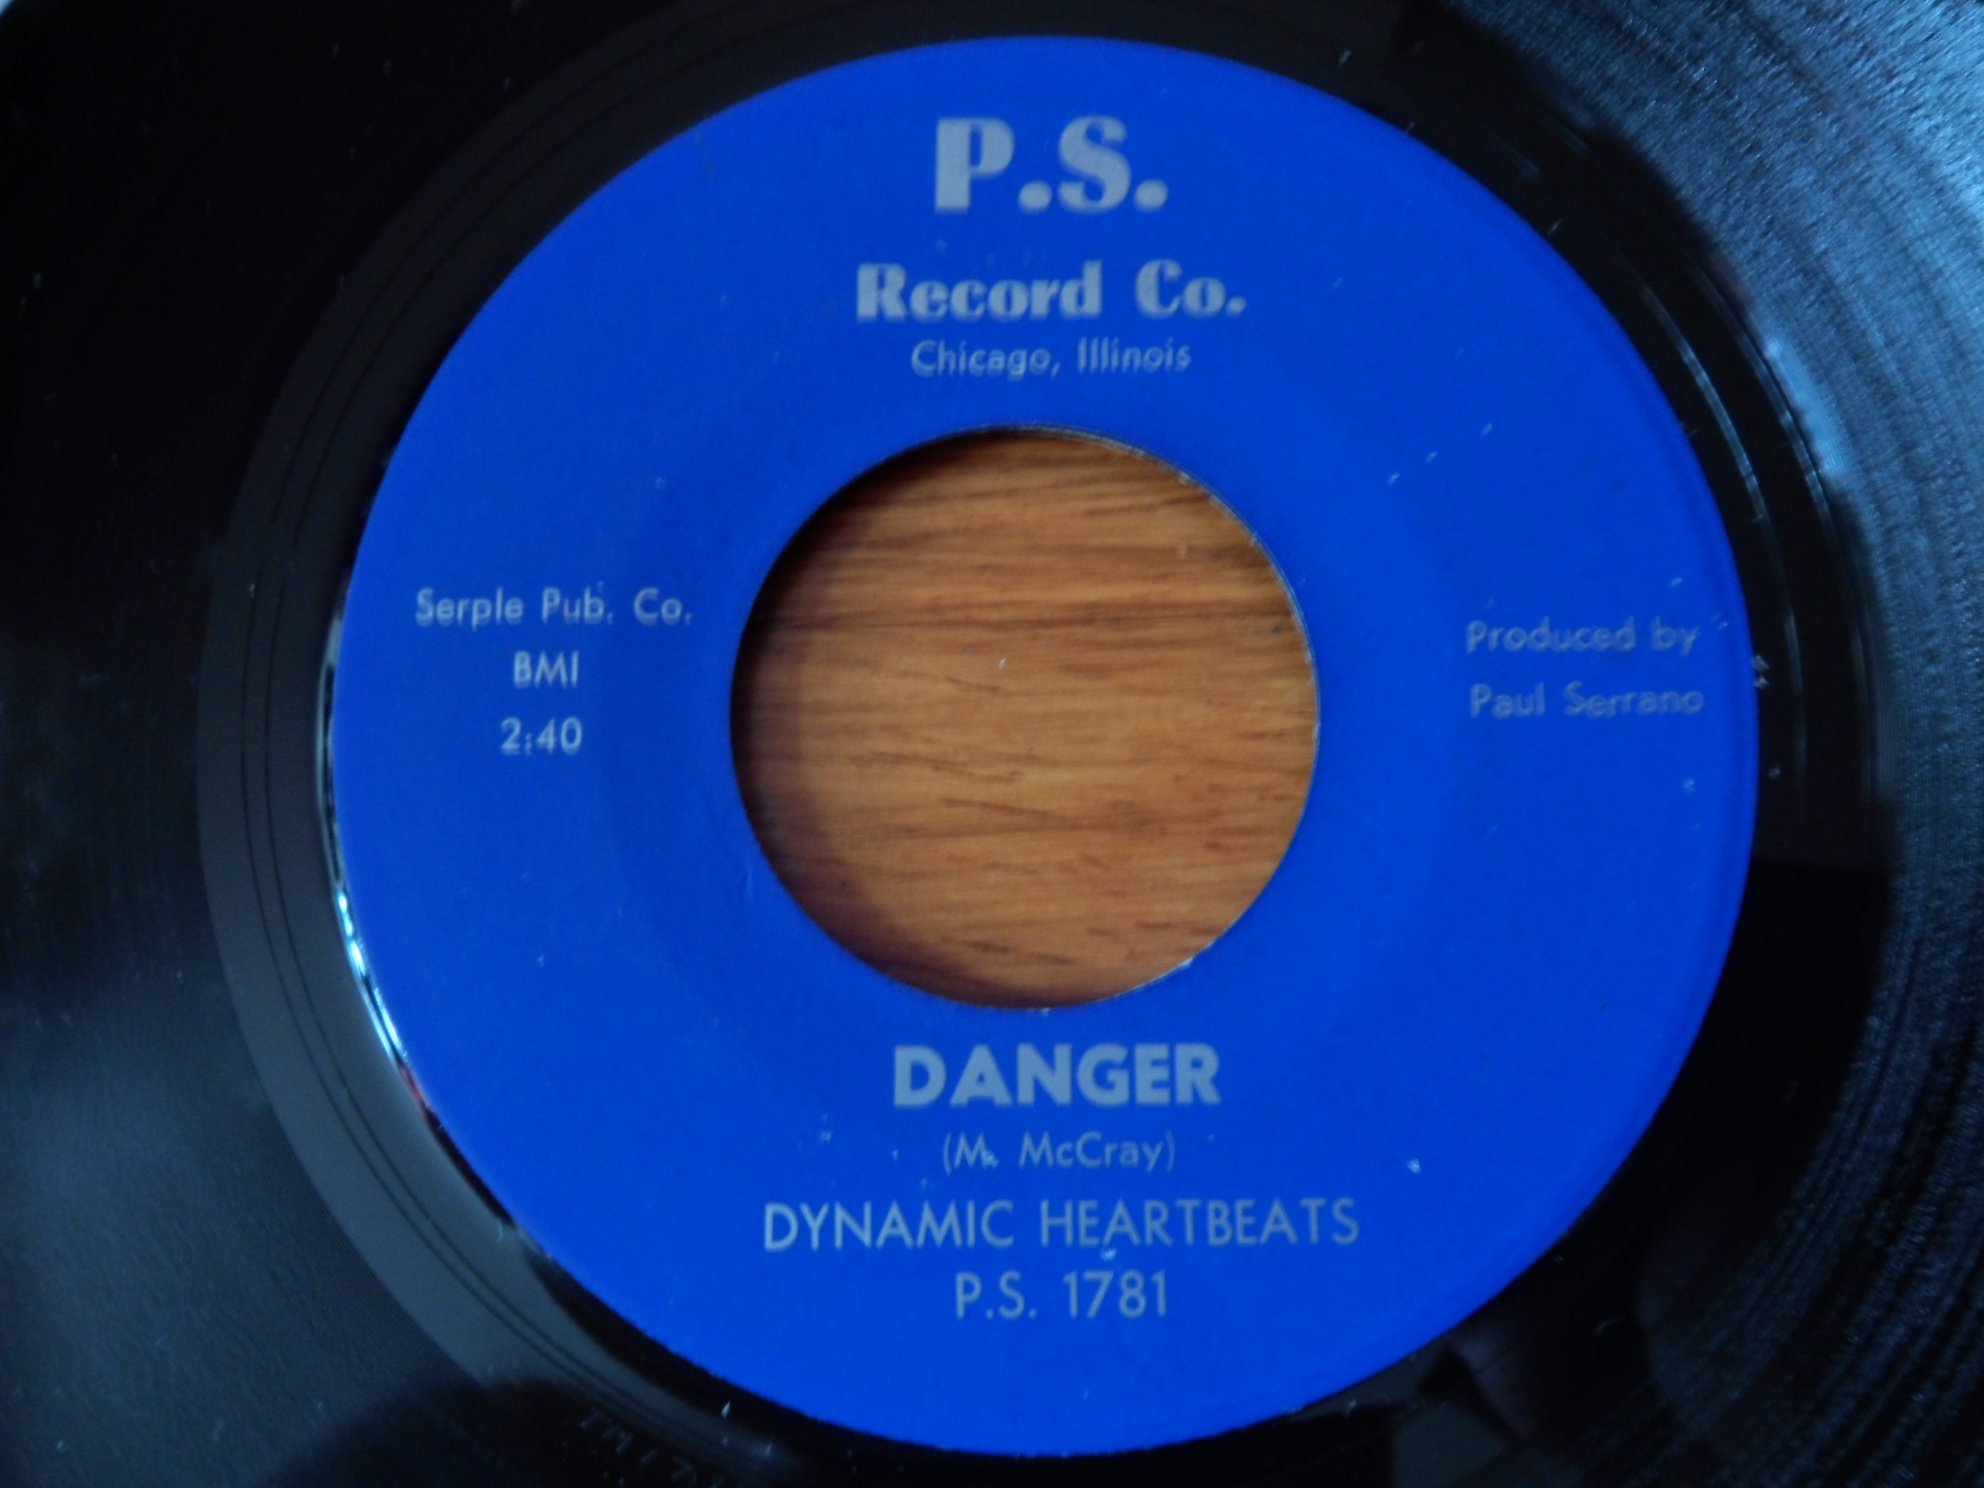 P.S.
Record Co.
Chicago, Illinois
Serple Pub. Co.
BMI
2:40
Produced by
Paul Serrano
DANGER
(M. McCray)
DYNAMIC HEARTBEATS
P.S. 1781